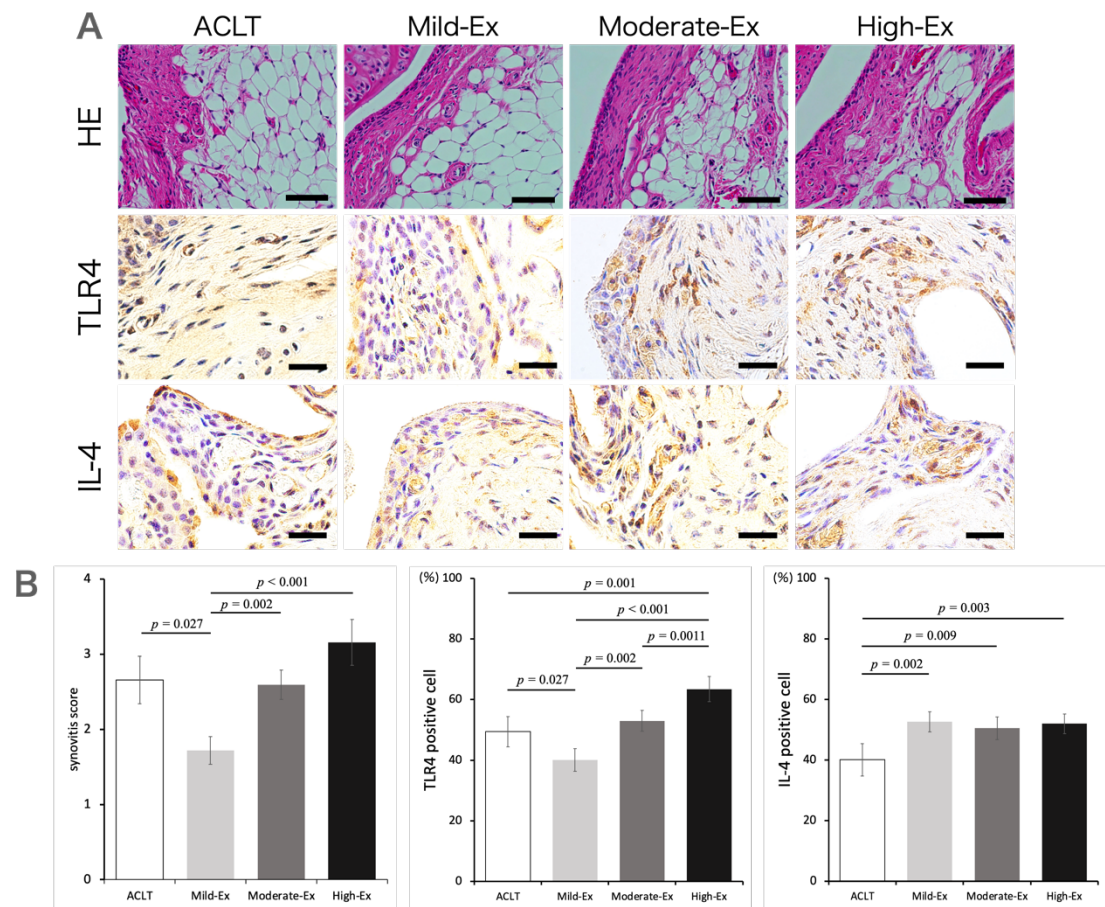 A
ACLT Mild-Ex Moderate-Ex High-Ex
HE
TLR4
IL-4
B
4
3
2
1
0
synovitis score
p < 0.001
p = 0.002
p = 0.027
ACLT Mild-Ex Moderate-Ex High-Ex
(%) 100
80
60
40
20
0
TLR4 positive cell
p = 0.001
p < 0.001
p = 0.0011
p = 0.002
p = 0.027
ACLT Mild-Ex Moderate-Ex High-Ex
(%) 100
80
60
40
20
0
IL-4 positive cell
p = 0.003
p = 0.009
p = 0.002
ACLT Mild-Ex Moderate-Ex High-Ex